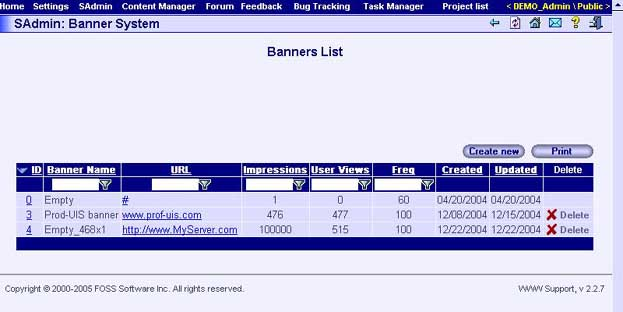 Home Settings SAdmin Content Manager Forum Feedback Bug Tracking Task Manager Project list < DEMO_Admin \ Public >
SAdmin: Banner System
Banners List
Create new Print
ID Banner Name URL Impressions User Views Freq Created Updated Delete
0 Empty # 1 0 60 04/20/2004 04/20/2004
3 Prod-UIS banner www.prof-uis.com 476 477 100 12/08/2004 12/15/2004 Delete
4 Empty_468x1 http://www.MyServer.com 100000 515 100 12/22/2004 12/22/2004 Delete
Copyright © 2000-2005 FOSS Software Inc. All rights reserved. WWW Support, v 2.2.7